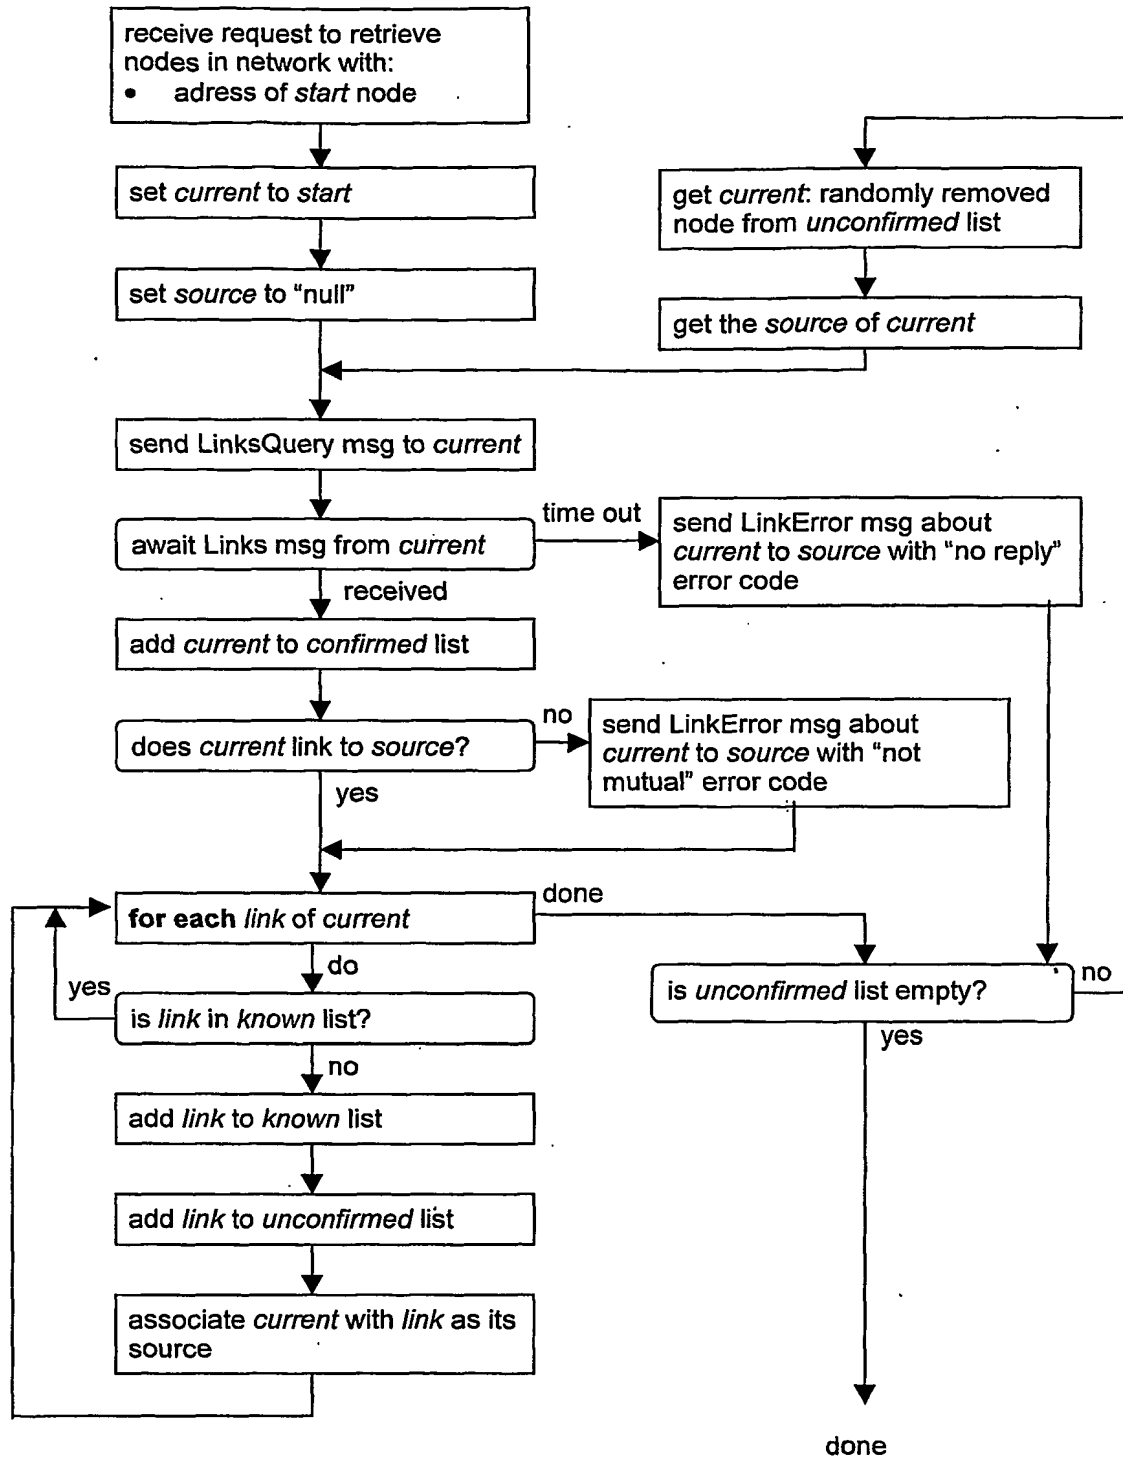 receive request to retrieve
nodes in network with:
• adress of start node
set current to start
set source to “null”
get current: randomly removed
node from unconfirmed list
get the source of current
send LinksQuery msg to current
await Links msg from current
time out
send LinkError msg about
current to source with “no reply”
error code
received
add current to confirmed list
does current link to source?
no
send LinkError msg about
current to source with “not
mutual” error code
yes
for each link of current
done
do
yes
is link in known list?
is unconfirmed list empty?
no
yes
no
add link to known list
add link to unconfirmed list
associate current with link as its
source
done